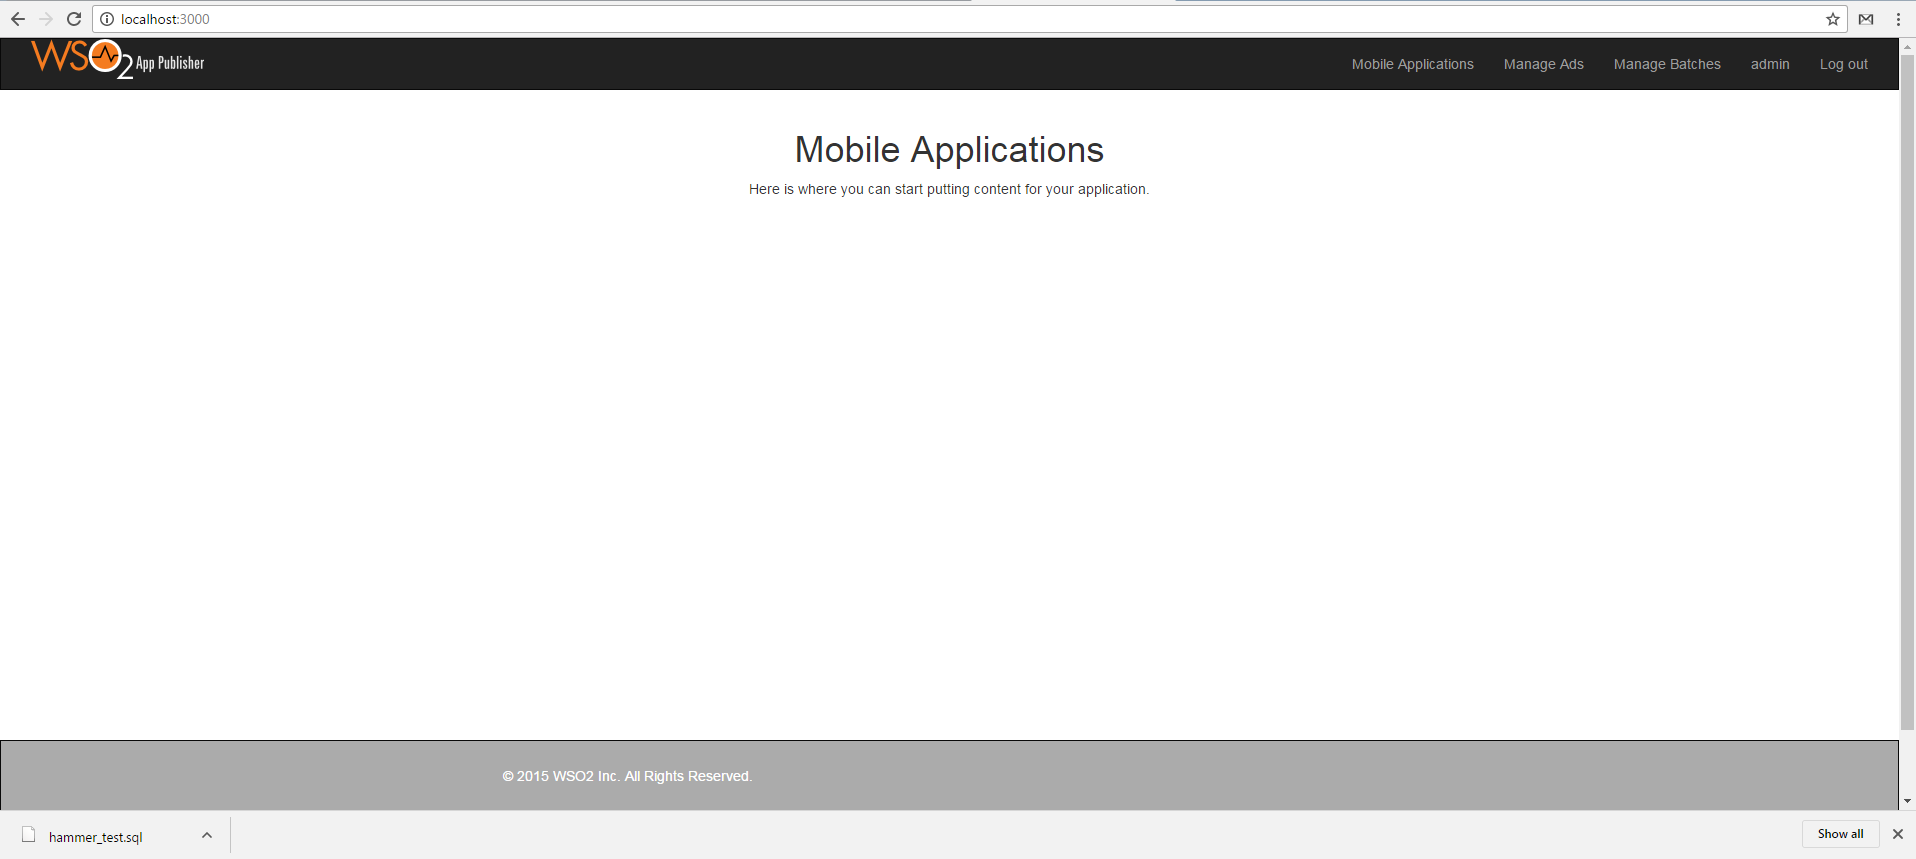 localhost:3000
WSO2 App Publisher
Mobile Applications Manage Ads Manage Batches admin Log out
Mobile Applications
Here is where you can start putting content for your application.
© 2015 WSO2 Inc. All Rights Reserved.
hammer_test.sql
Show all